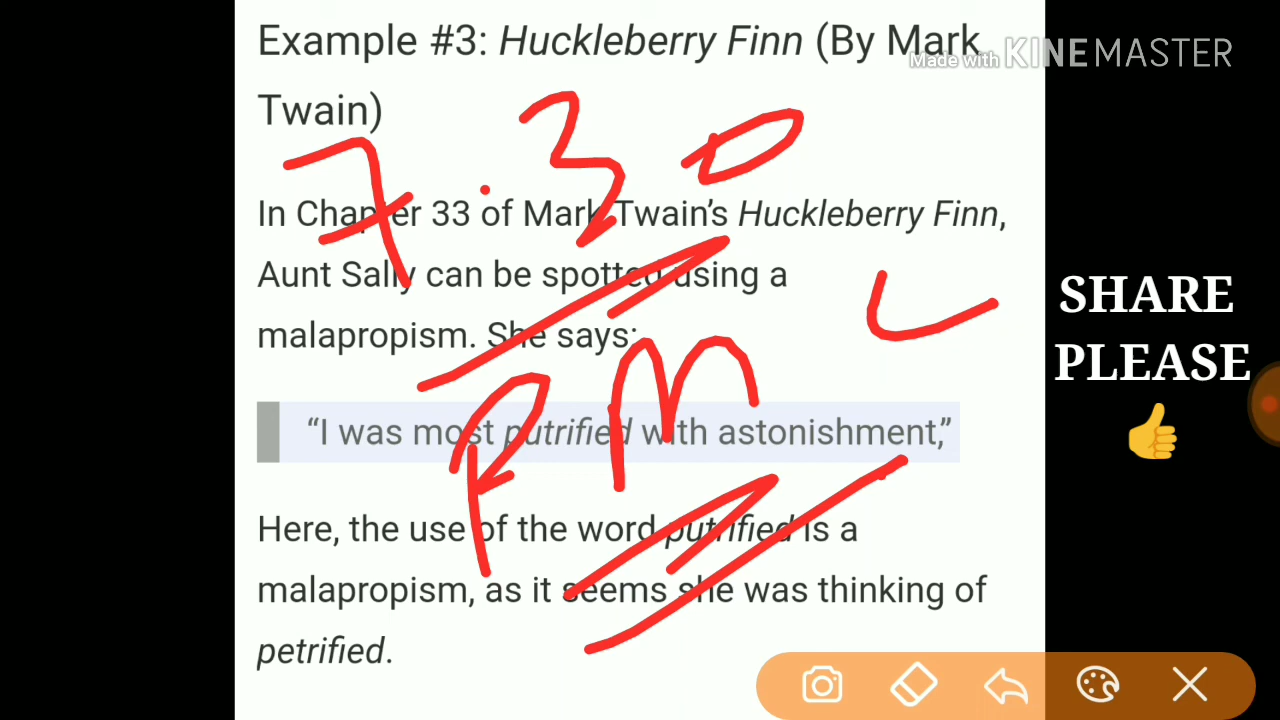 Example #3: Huckleberry Finn (By Mark
Twain)
Made with KINEMASTER
7.30
In Chapter 33 of Mark Twain's Huckleberry Finn,
Aunt Sally can be spotted using a
malapropism. She says:
PM
“I was most putrified with astonishment,”
Here, the use of the word putrified is a
malapropism, as it seems she was thinking of
petrified.
SHARE
PLEASE